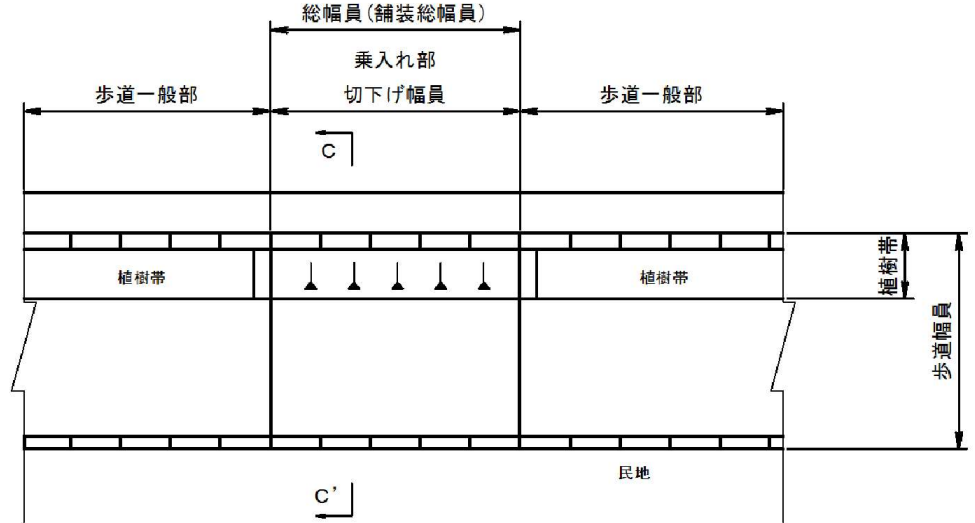 総幅員(舗装総幅員)
乗入れ部
歩道一般部
切下げ幅員
歩道一般部
C
植樹帯
植樹帯
植樹帯
歩道幅員
民地
C'